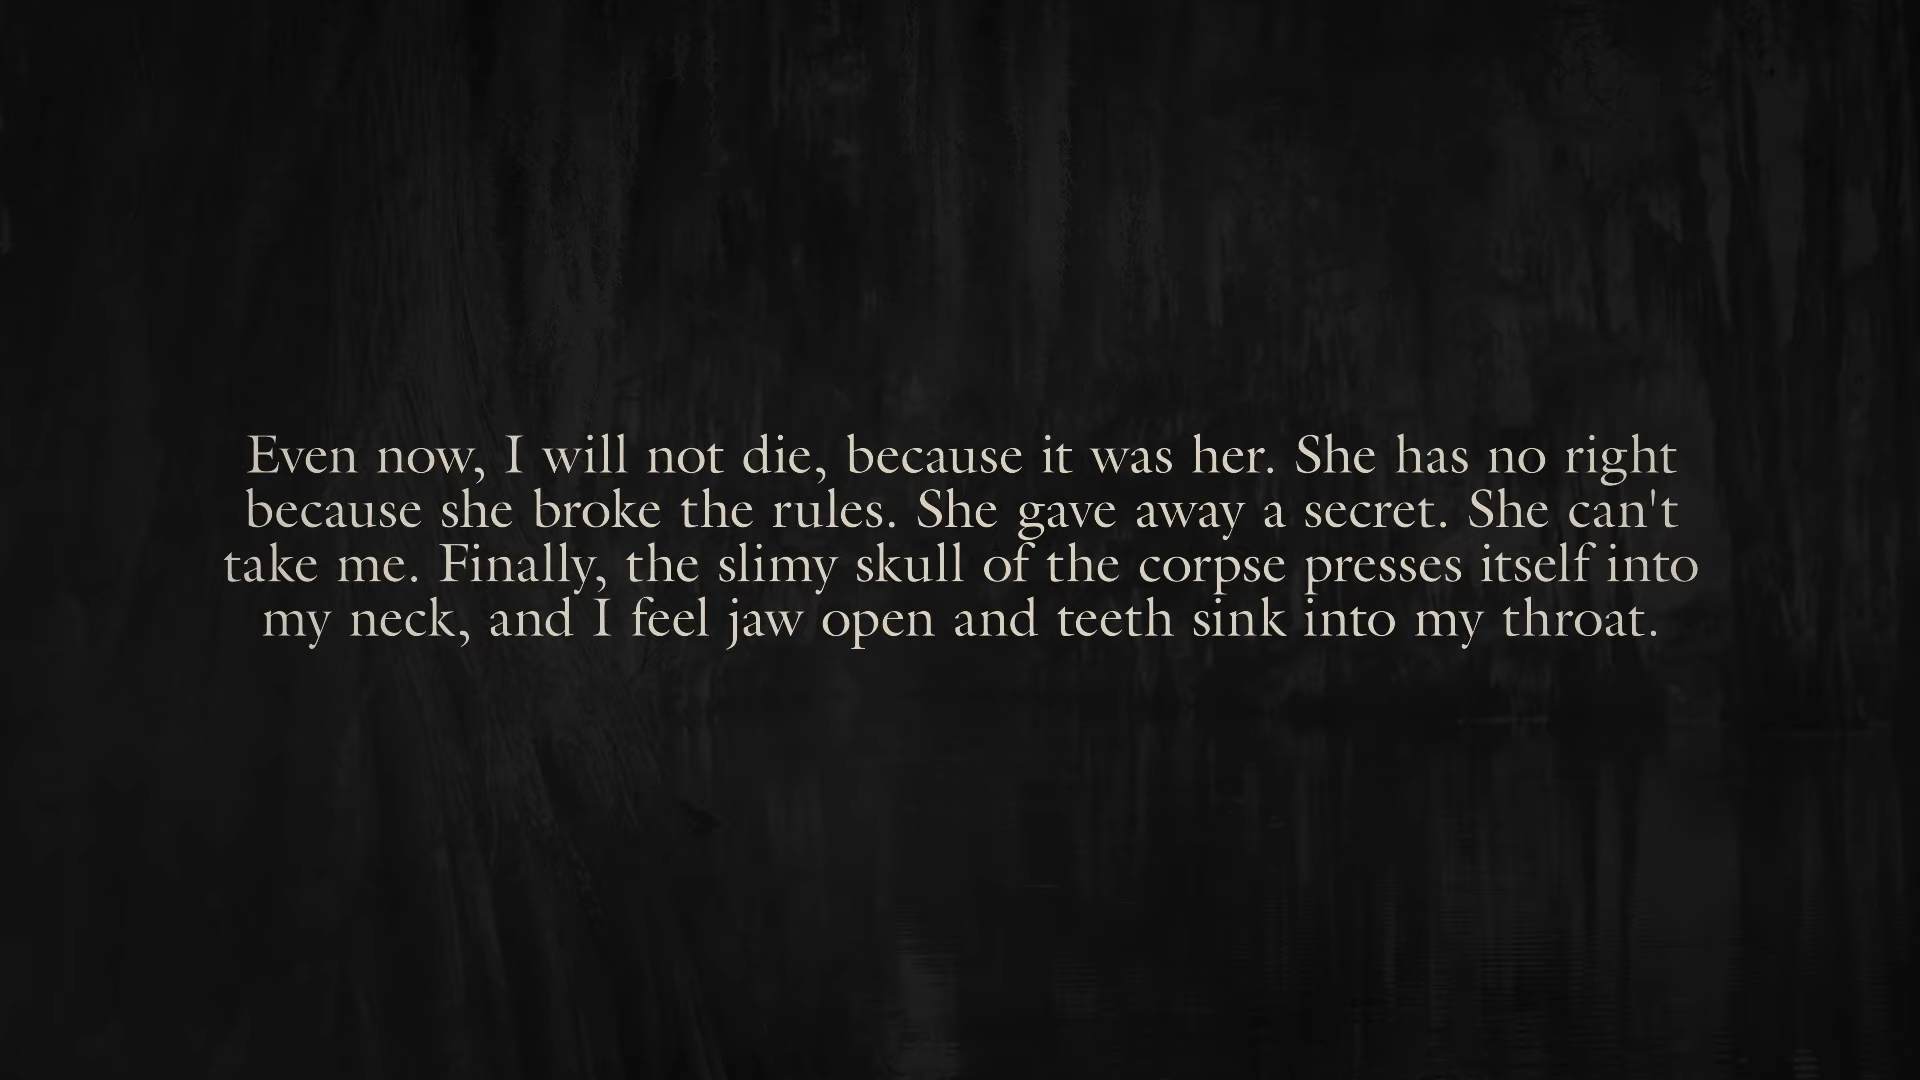 Even now, I will not die, because it was her. She has no right
because she broke the rules. She gave away a secret. She can't
take me. Finally, the slimy skull of the corpse presses itself into
my neck, and I feel jaw open and teeth sink into my throat.